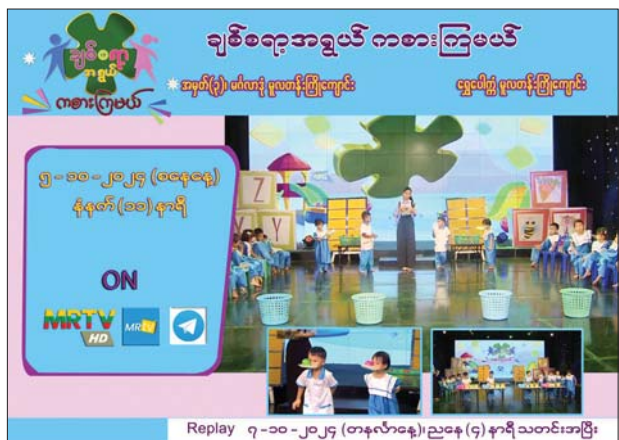 ချစ်စရာ့အရွယ် ကစားကြမယ်
ချစ်စရာ့
အရွယ်
ကစားကြမယ်
အမှတ်(၃)၊ မင်္ဂလာဒုံ မူလတန်းကြိုကျောင်း
ရွှေပေါက္ကံ မူလတန်းကြိုကျောင်း
၅-၁၀-၂၀၂၄ (စနေနေ့)
နံနက်(၁၁)နာရီ
ON
MRTV
HD
MRTV
Z
Y
Y
Replay ၇-၁၀-၂၀၂၄ (တနင်္လာနေ့)၊ ညနေ(၄)နာရီ သတင်းအပြီး